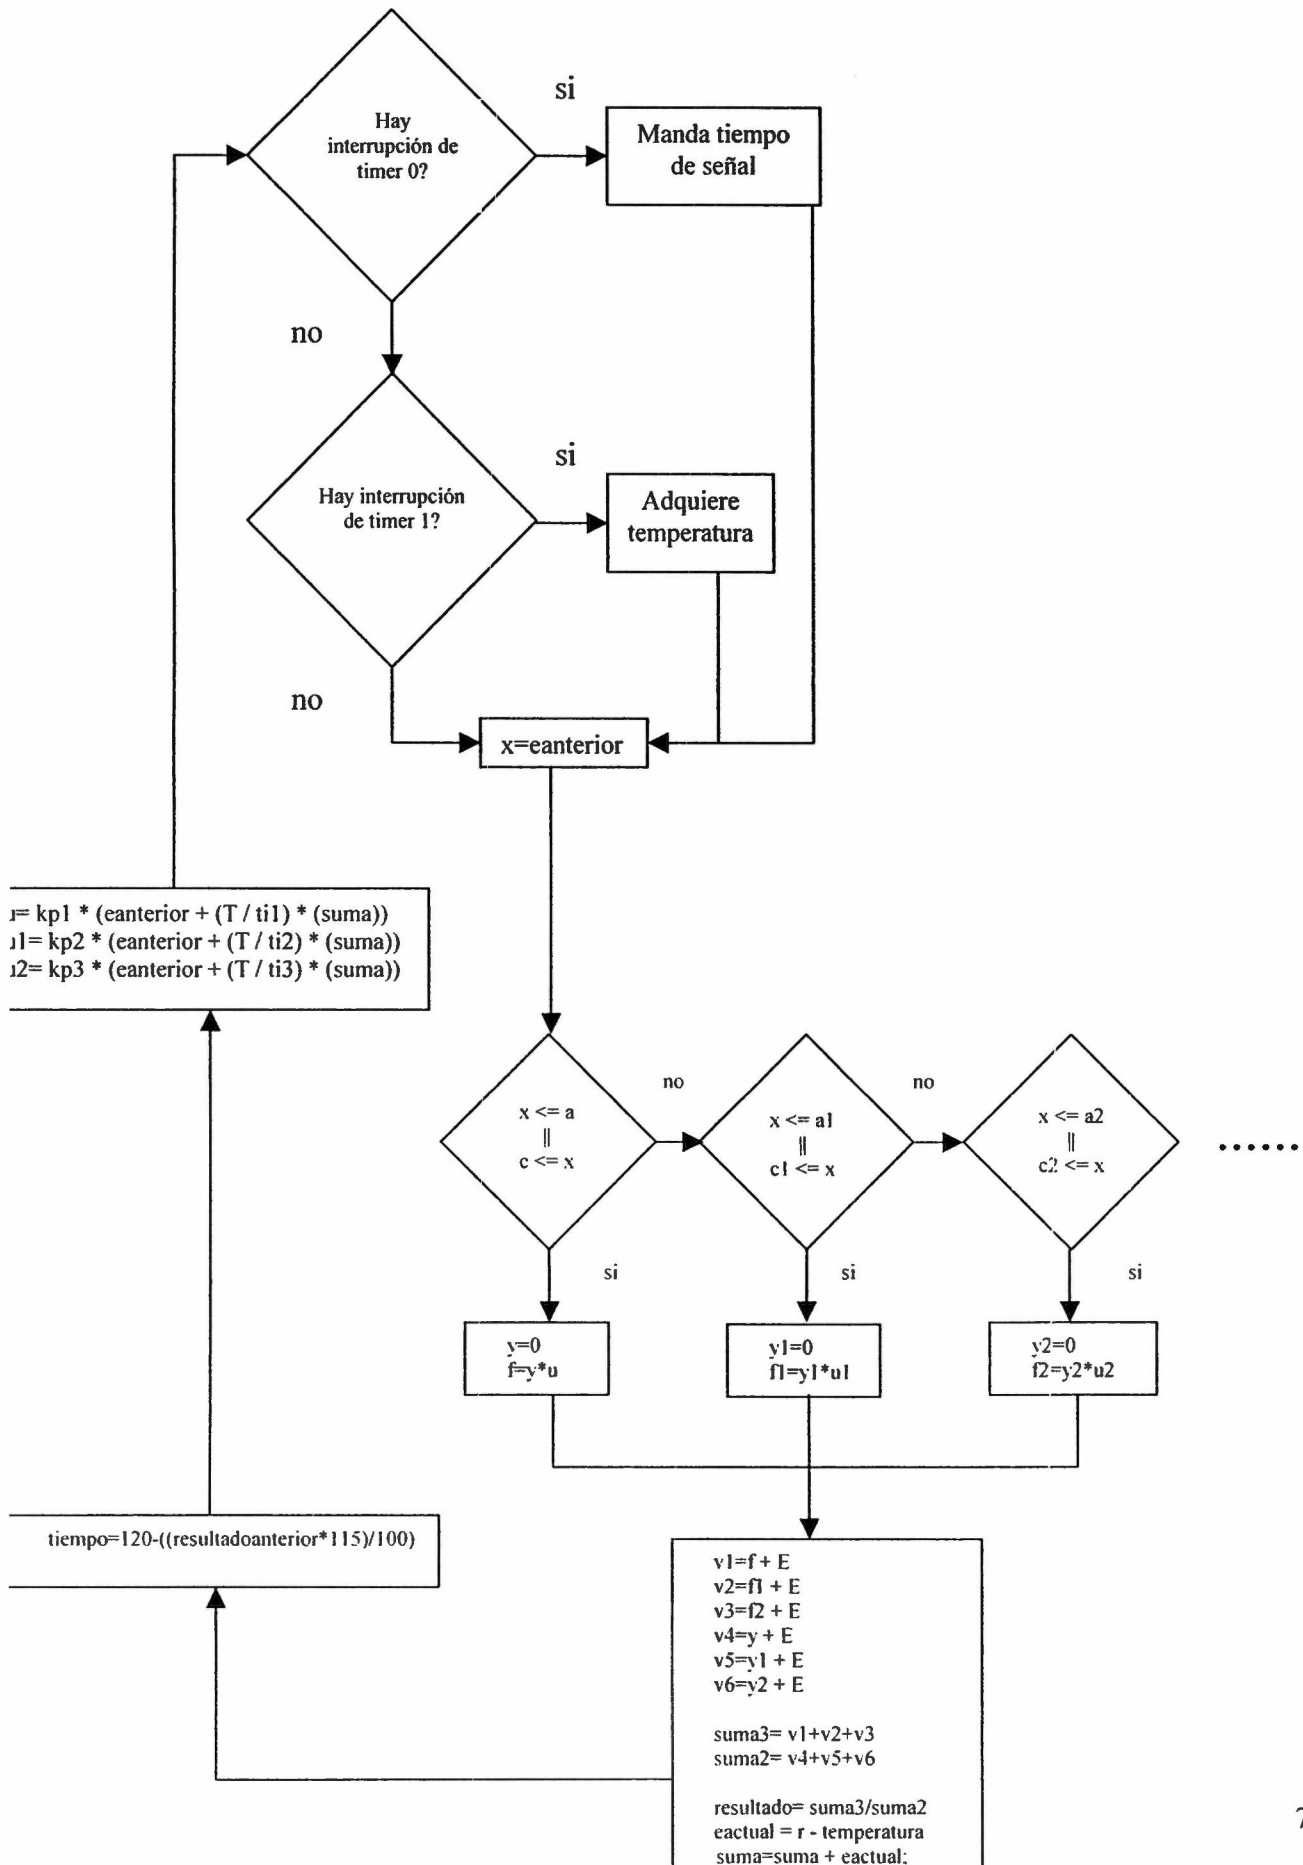 Hay
interrupción de
timer 0?
si
Manda tiempo
de señal
no
Hay interrupción
de timer 1?
si
Adquiere
temperatura
no
x=eanterior
u= kp1 * (eanterior + (T / ti1) * (suma))
u1= kp2 * (eanterior + (T / ti2) * (suma))
u2= kp3 * (eanterior + (T / ti3) * (suma))
x <= a
||
c <= x
no
x <= a1
||
c1 <= x
no
x <= a2
||
c2 <= x
......
si
si
si
y=0
f=y*u
y1=0
f1=y1*u1
y2=0
f2=y2*u2
tiempo=120-((resultadoanterior*115)/100)
v1=f + E
v2=f1 + E
v3=f2 + E
v4=y + E
v5=y1 + E
v6=y2 + E
suma3= v1+v2+v3
suma2= v4+v5+v6
resultado= suma3/suma2
eactual = r - temperatura
suma=suma + eactual;